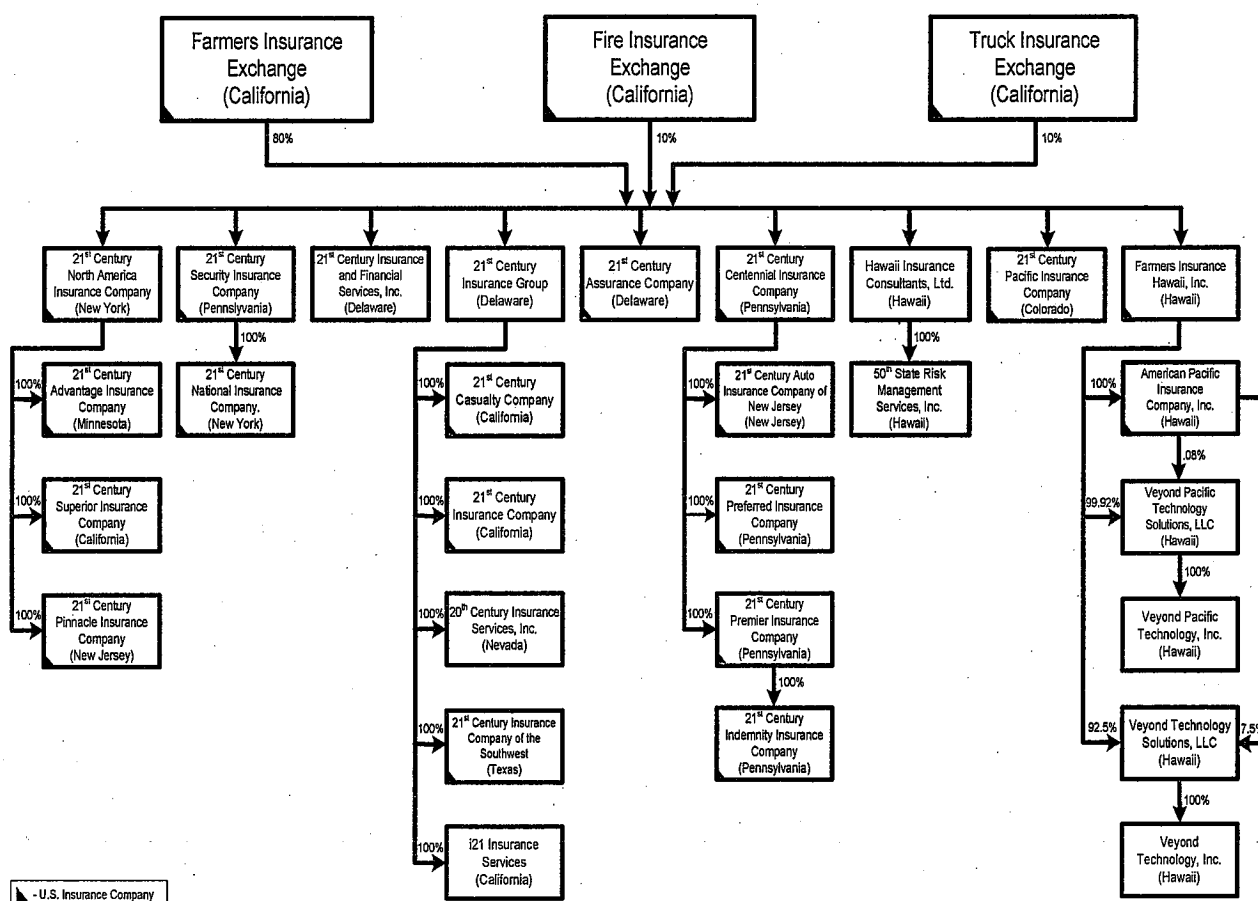 Farmers Insurance
Exchange
(California)
Fire Insurance
Exchange
(California)
Truck Insurance
Exchange
(California)
80%
10%
10%
21st Century
North America
Insurance Company
(New York)
21st Century
Security Insurance
Company
(Pennslyvania)
21st Century Insurance
and Financial
Services, Inc.
(Delaware)
21st Century
Insurance Group
(Delaware)
21st Century
Assurance Company
(Delaware)
21st Century
Centennial Insurance
Company
(Pennsylvania)
Hawaii Insurance
Consultants, Ltd.
(Hawaii)
21st Century
Pacific Insurance
Company
(Colorado)
Farmers Insurance
Hawaii, Inc.
(Hawaii)
100%
21st Century
Advantage Insurance
Company
(Minnesota)
100%
21st Century
National Insurance
Company.
(New York)
100%
21st Century
Casualty Company
(California)
100%
21st Century Auto
Insurance Company of
New Jersey
(New Jersey)
100%
50th State Risk
Management
Services, Inc.
(Hawaii)
100%
American Pacific
Insurance
Company, Inc.
(Hawaii)
.08%
100%
21st Century
Superior Insurance
Company
(California)
100%
21st Century
Insurance Company
(California)
100%
21st Century
Preferred Insurance
Company
(Pennsylvania)
99.92%
Veyond Pacific
Technology
Solutions, LLC
(Hawaii)
100%
100%
21st Century
Pinnacle Insurance
Company
(New Jersey)
100%
20th Century Insurance
Services, Inc.
(Nevada)
100%
21st Century
Premier Insurance
Company
(Pennsylvania)
100%
Veyond Pacific
Technology, Inc.
(Hawaii)
100%
21st Century Insurance
Company of the
Southwest
(Texas)
21st Century
Indemnity Insurance
Company
(Pennsylvania)
92.5%
Veyond Technology
Solutions, LLC
(Hawaii)
7.5%
100%
100%
i21 Insurance
Services
(California)
Veyond
Technology, Inc.
(Hawaii)
- U.S. Insurance Company